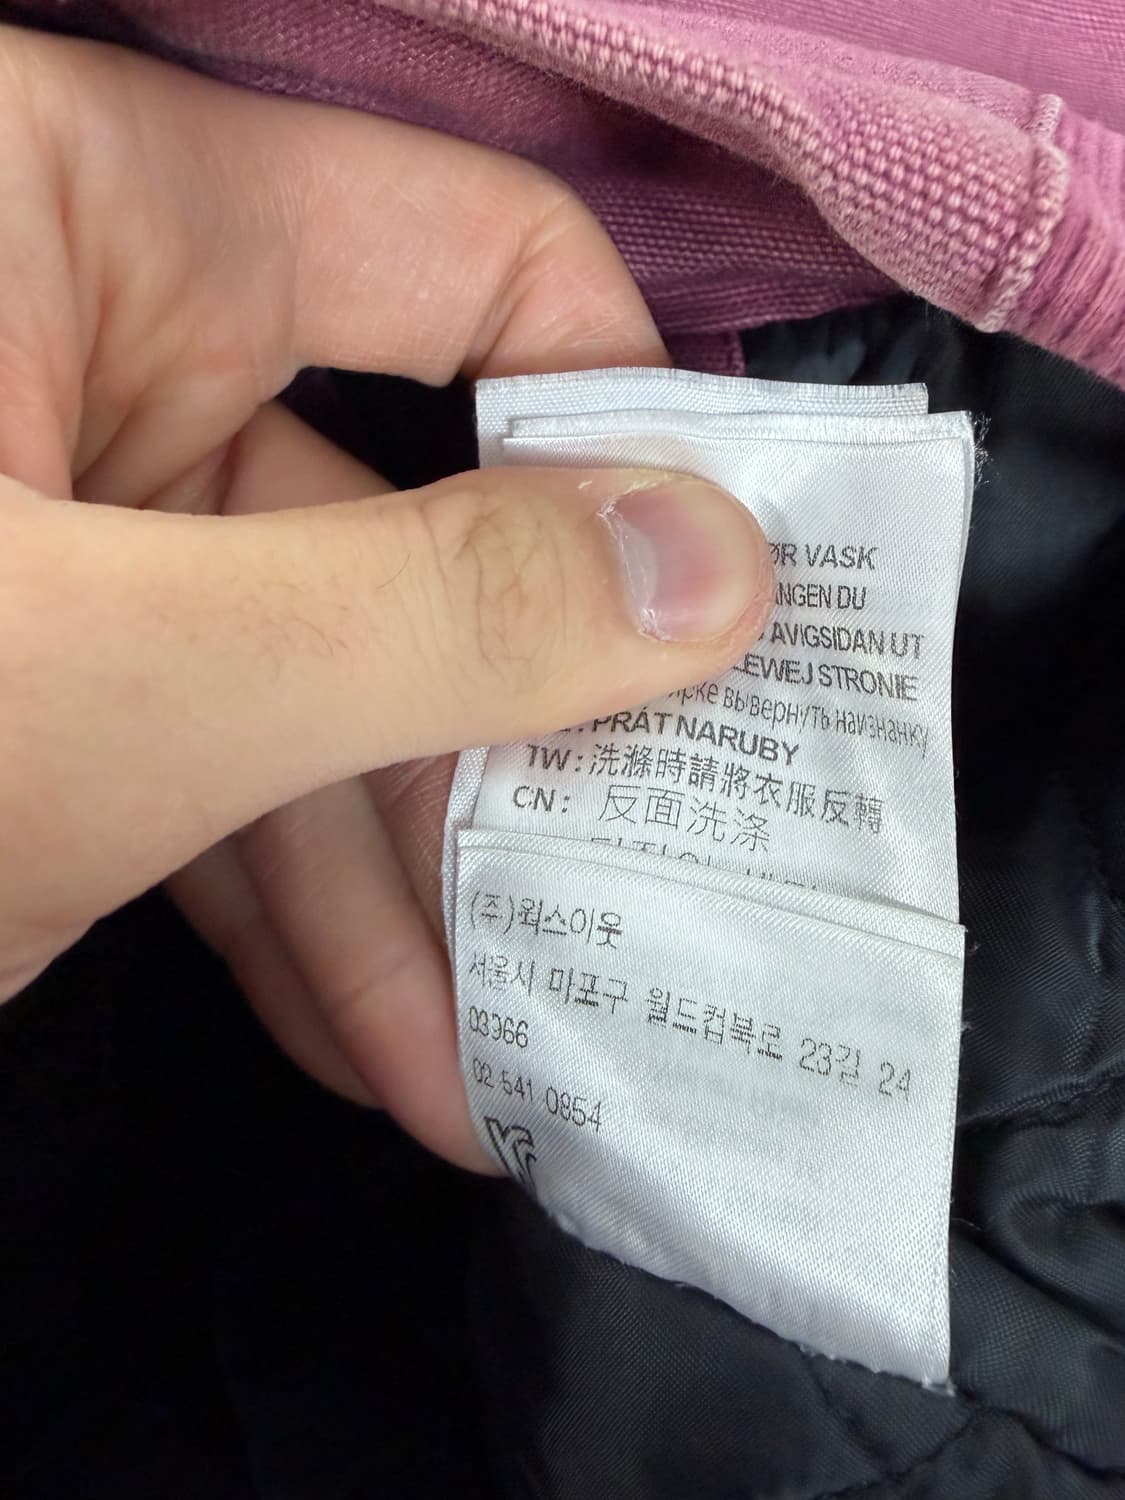 ØR VASK
ÄNGEN DU
AVIGSIDAN UT
LEWEJ STRONIE
вывернуть наизнанку
: PRÁT NARUBY
TW : 洗滌時請將衣服反轉
CN : 反面洗涤
(주)웍스이웃
서울시 마포구 월드컵북로 23길 24
03966
02 541 0854